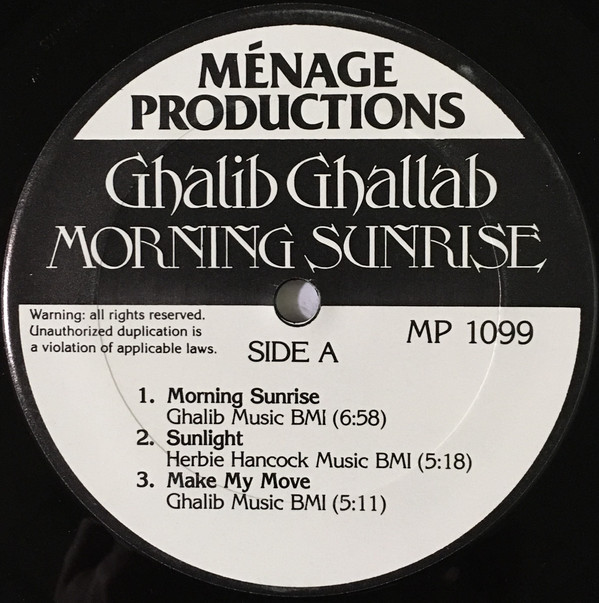 MÉNAGE
PRODUCTIONS
Ghalib Ghallab
MORNING SUNRISE
Warning: all rights reserved.
Unauthorized duplication is
a violation of applicable laws.
SIDE A
MP 1099
1. Morning Sunrise
Ghalib Music BMI (6:58)
2. Sunlight
Herbie Hancock Music BMI (5:18)
3. Make My Move
Ghalib Music BMI (5:11)